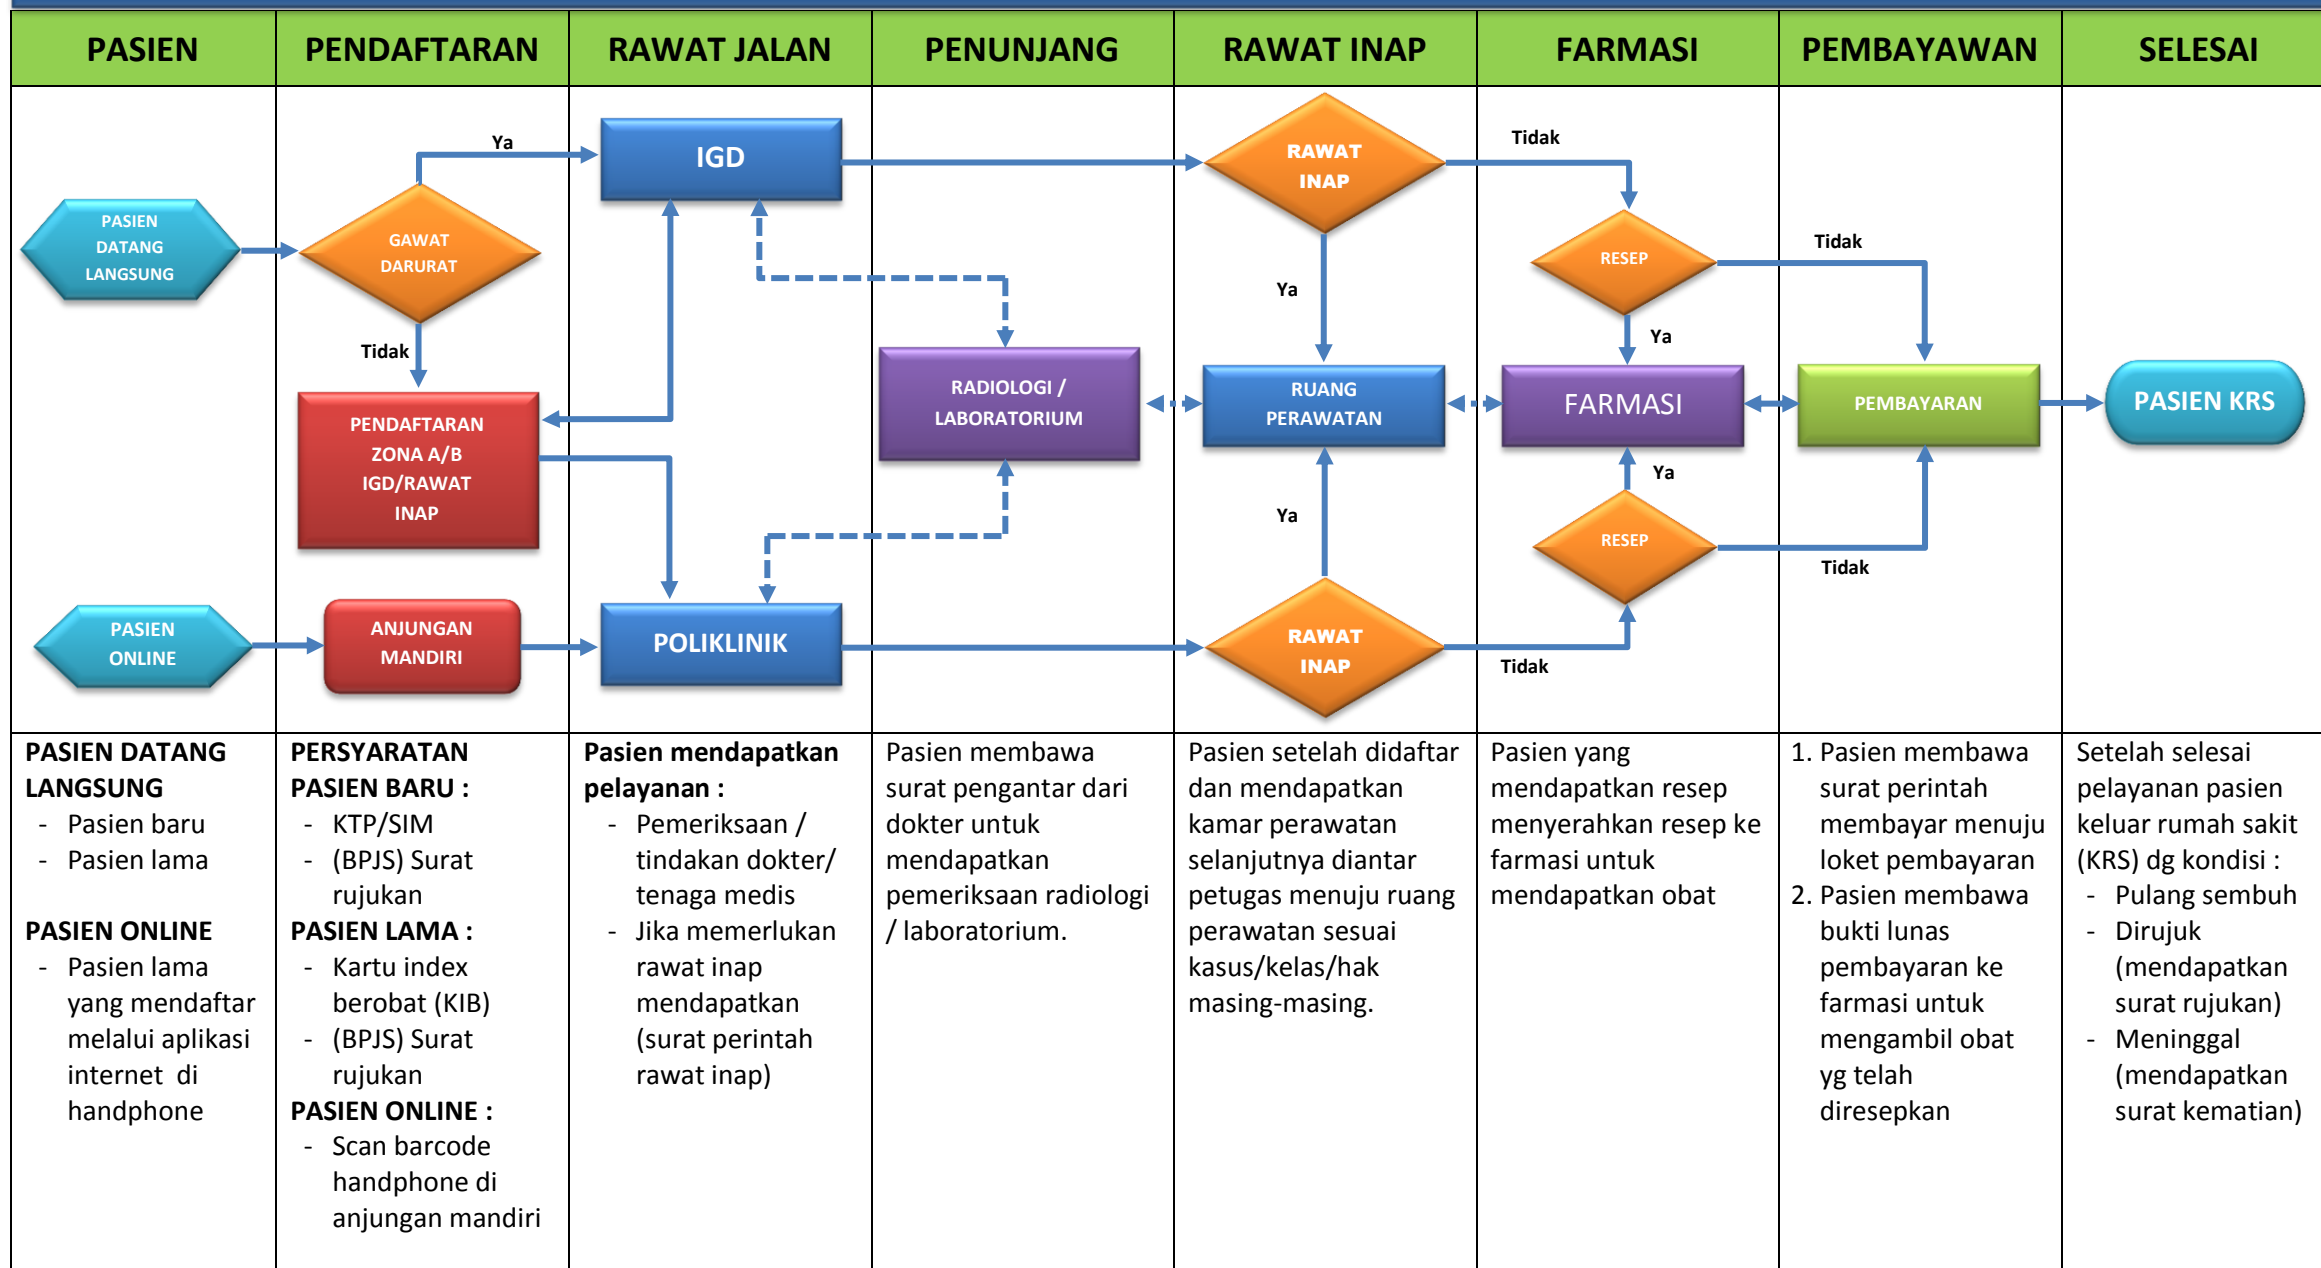 PASIEN
PENDAFTARAN
RAWAT JALAN
PENUNJANG
RAWAT INAP
FARMASI
PEMBAYAWAN
SELESAI
PASIEN
DATANG
LANGSUNG
Ya
GAWAT
DARURAT
Tidak
PENDAFTARAN
ZONA A/B
IGD/RAWAT
INAP
PASIEN
ONLINE
ANJUNGAN
MANDIRI
IGD
POLIKLINIK
RADIOLOGI /
LABORATORIUM
RAWAT
INAP
Ya
RUANG
PERAWATAN
Ya
RAWAT
INAP
Tidak
RESEP
Ya
FARMASI
Ya
RESEP
Tidak
Tidak
PEMBAYARAN
Tidak
PASIEN KRS
PASIEN DATANG
LANGSUNG
- Pasien baru
- Pasien lama
PASIEN ONLINE
- Pasien lama
yang mendaftar
melalui aplikasi
internet di
handphone
PERSYARATAN
PASIEN BARU :
- KTP/SIM
- (BPJS) Surat
rujukan
PASIEN LAMA :
- Kartu index
berobat (KIB)
- (BPJS) Surat
rujukan
PASIEN ONLINE :
- Scan barcode
handphone di
anjungan mandiri
Pasien mendapatkan
pelayanan :
- Pemeriksaan /
tindakan dokter/
tenaga medis
- Jika memerlukan
rawat inap
mendapatkan
(surat perintah
rawat inap)
Pasien membawa
surat pengantar dari
dokter untuk
mendapatkan
pemeriksaan radiologi
/ laboratorium.
Pasien setelah didaftar
dan mendapatkan
kamar perawatan
selanjutnya diantar
petugas menuju ruang
perawatan sesuai
kasus/kelas/hak
masing-masing.
Pasien yang
mendapatkan resep
menyerahkan resep ke
farmasi untuk
mendapatkan obat
1. Pasien membawa
surat perintah
membayar menuju
loket pembayaran
2. Pasien membawa
bukti lunas
pembayaran ke
farmasi untuk
mengambil obat
yg telah
diresepkan
Setelah selesai
pelayanan pasien
keluar rumah sakit
(KRS) dg kondisi :
- Pulang sembuh
- Dirujuk
(mendapatkan
surat rujukan)
- Meninggal
(mendapatkan
surat kematian)